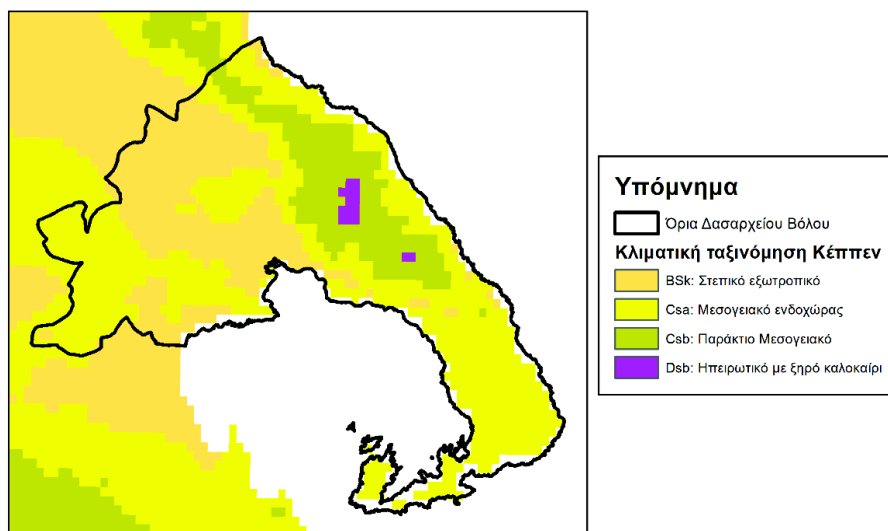 Υπόμνημα
Όρια Δασαρχείου Βόλου
Κλιματική ταξινόμηση Κέππεν
BSk: Στεπικό εξωτροπικό
Csa: Μεσογειακό ενδοχώρας
Csb: Παράκτιο Μεσογειακό
Dsb: Ηπειρωτικό με ξηρό καλοκαίρι